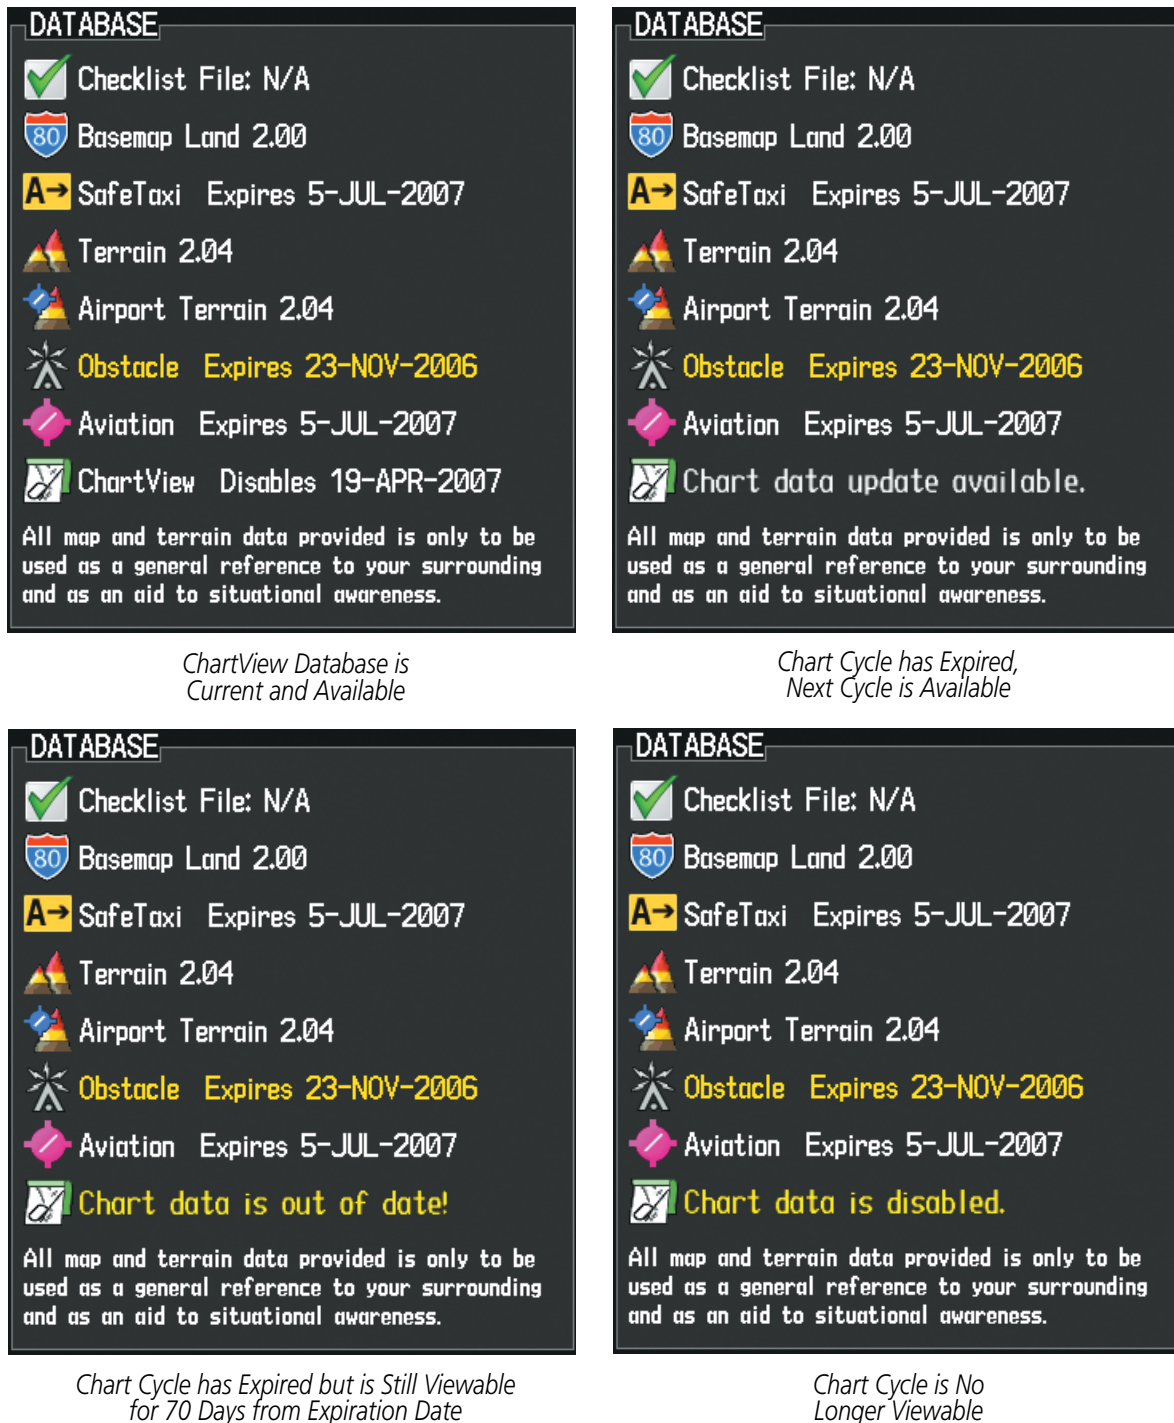 DATABASE
Checklist File: N/A
80 Basemap Land 2.00
A→ SafeTaxi Expires 5-JUL-2007
Terrain 2.04
Airport Terrain 2.04
Obstacle Expires 23-NOV-2006
Aviation Expires 5-JUL-2007
ChartView Disables 19-APR-2007
All map and terrain data provided is only to be
used as a general reference to your surrounding
and as an aid to situational awareness.
ChartView Database is
Current and Available
DATABASE
Checklist File: N/A
80 Basemap Land 2.00
A→ SafeTaxi Expires 5-JUL-2007
Terrain 2.04
Airport Terrain 2.04
Obstacle Expires 23-NOV-2006
Aviation Expires 5-JUL-2007
Chart data update available.
All map and terrain data provided is only to be
used as a general reference to your surrounding
and as an aid to situational awareness.
Chart Cycle has Expired,
Next Cycle is Available
DATABASE
Checklist File: N/A
80 Basemap Land 2.00
A→ SafeTaxi Expires 5-JUL-2007
Terrain 2.04
Airport Terrain 2.04
Obstacle Expires 23-NOV-2006
Aviation Expires 5-JUL-2007
Chart data is out of date!
All map and terrain data provided is only to be
used as a general reference to your surrounding
and as an aid to situational awareness.
Chart Cycle has Expired but is Still Viewable
for 70 Days from Expiration Date
DATABASE
Checklist File: N/A
80 Basemap Land 2.00
A→ SafeTaxi Expires 5-JUL-2007
Terrain 2.04
Airport Terrain 2.04
Obstacle Expires 23-NOV-2006
Aviation Expires 5-JUL-2007
Chart data is disabled.
All map and terrain data provided is only to be
used as a general reference to your surrounding
and as an aid to situational awareness.
Chart Cycle is No
Longer Viewable